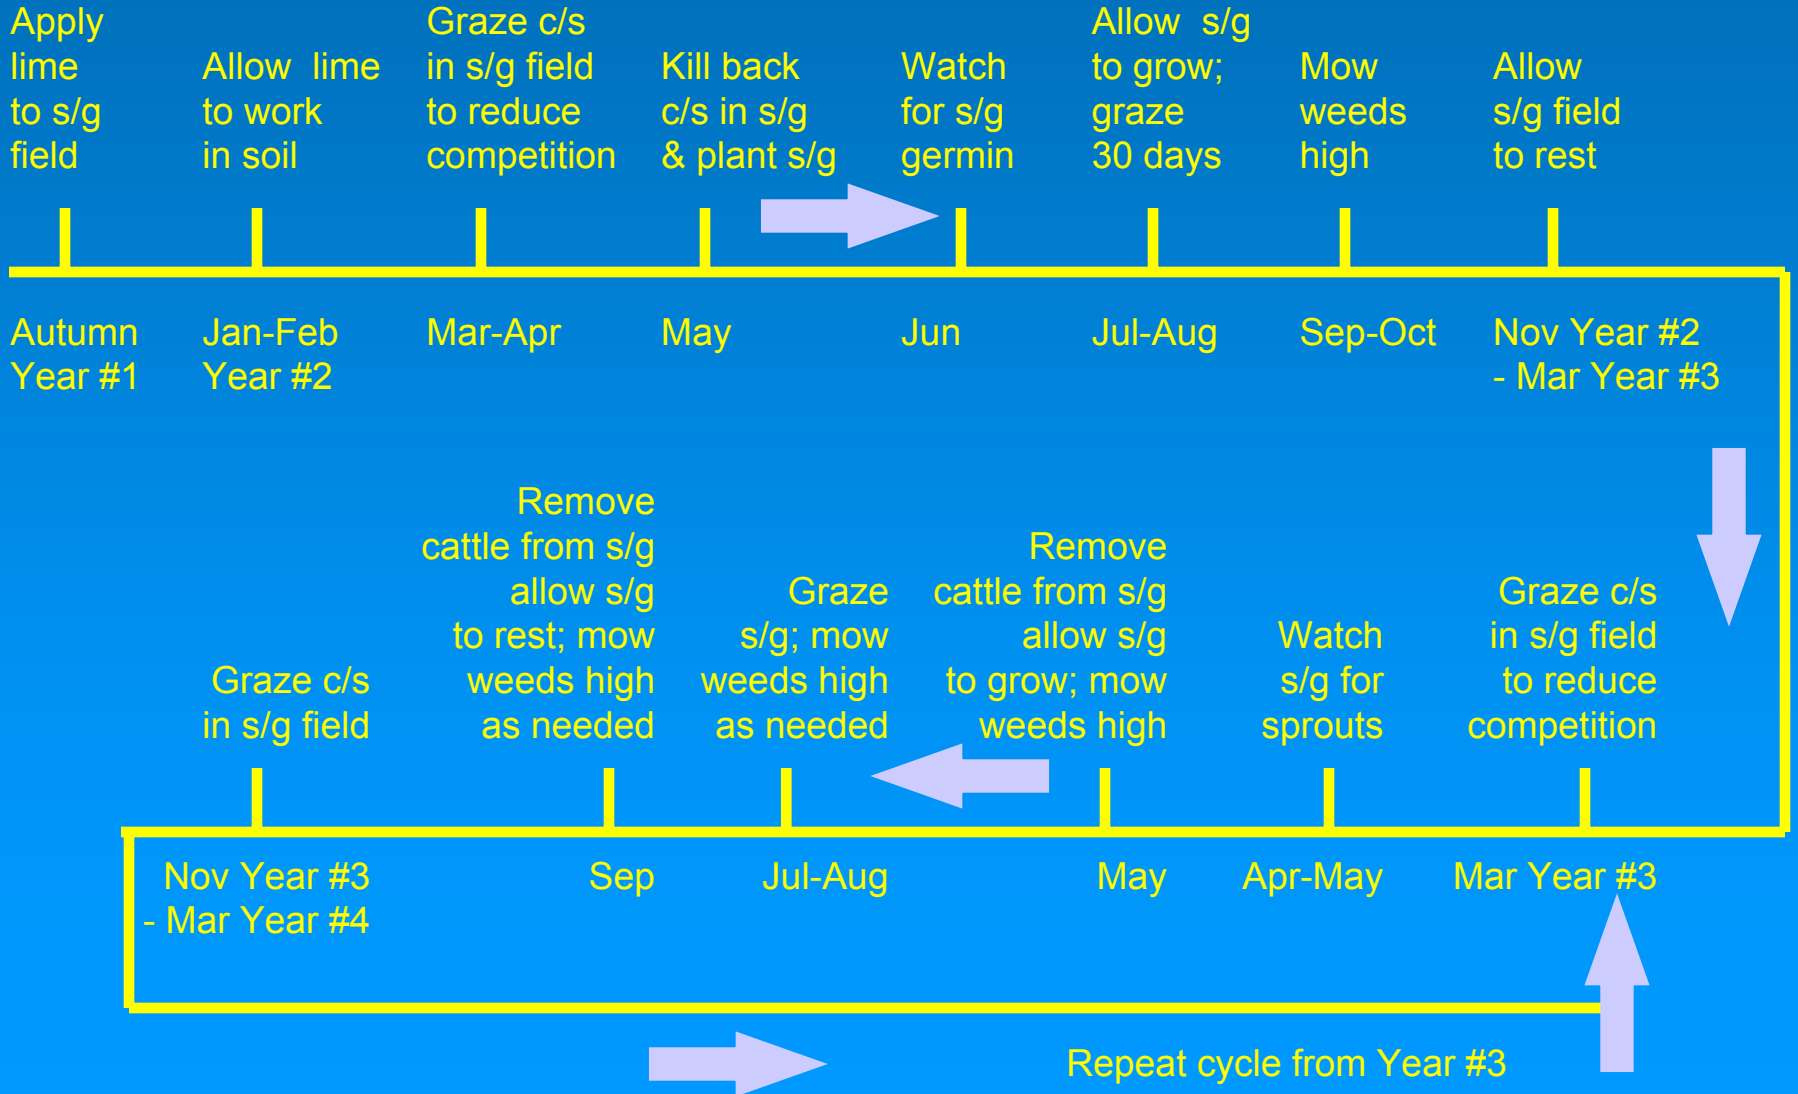 Apply
lime
to s/g
field
Allow lime
to work
in soil
Graze c/s
in s/g field
to reduce
competition
Kill back
c/s in s/g
& plant s/g
Watch
for s/g
germin
Allow s/g
to grow;
graze
30 days
Mow
weeds
high
Allow
s/g field
to rest
Autumn
Year #1
Jan-Feb
Year #2
Mar-Apr
May
Jun
Jul-Aug
Sep-Oct
Nov Year #2
- Mar Year #3
Graze c/s
in s/g field
to reduce
competition
Watch
s/g for
sprouts
Remove
cattle from s/g
allow s/g
to grow; mow
weeds high
Graze
s/g; mow
weeds high
as needed
Remove
cattle from s/g
allow s/g
to rest; mow
weeds high
as needed
Graze c/s
in s/g field
Mar Year #3
Apr-May
May
Jul-Aug
Sep
Nov Year #3
- Mar Year #4
Repeat cycle from Year #3